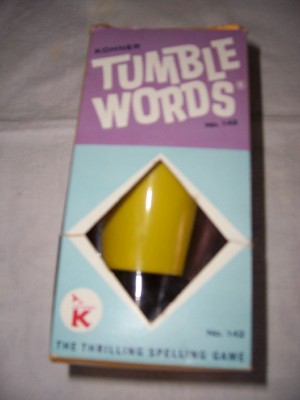 KOHNER
TUMBLE
WORDS
No. 142
K
No. 142
THE THRILLING SPELLING GAME